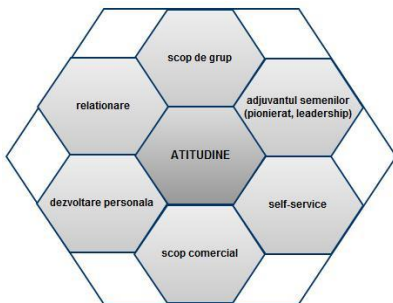 scop de grup
relationare
adjuvantul semenilor
(pionierat, leadership)
ATITUDINE
dezvoltare personala
self-service
scop comercial